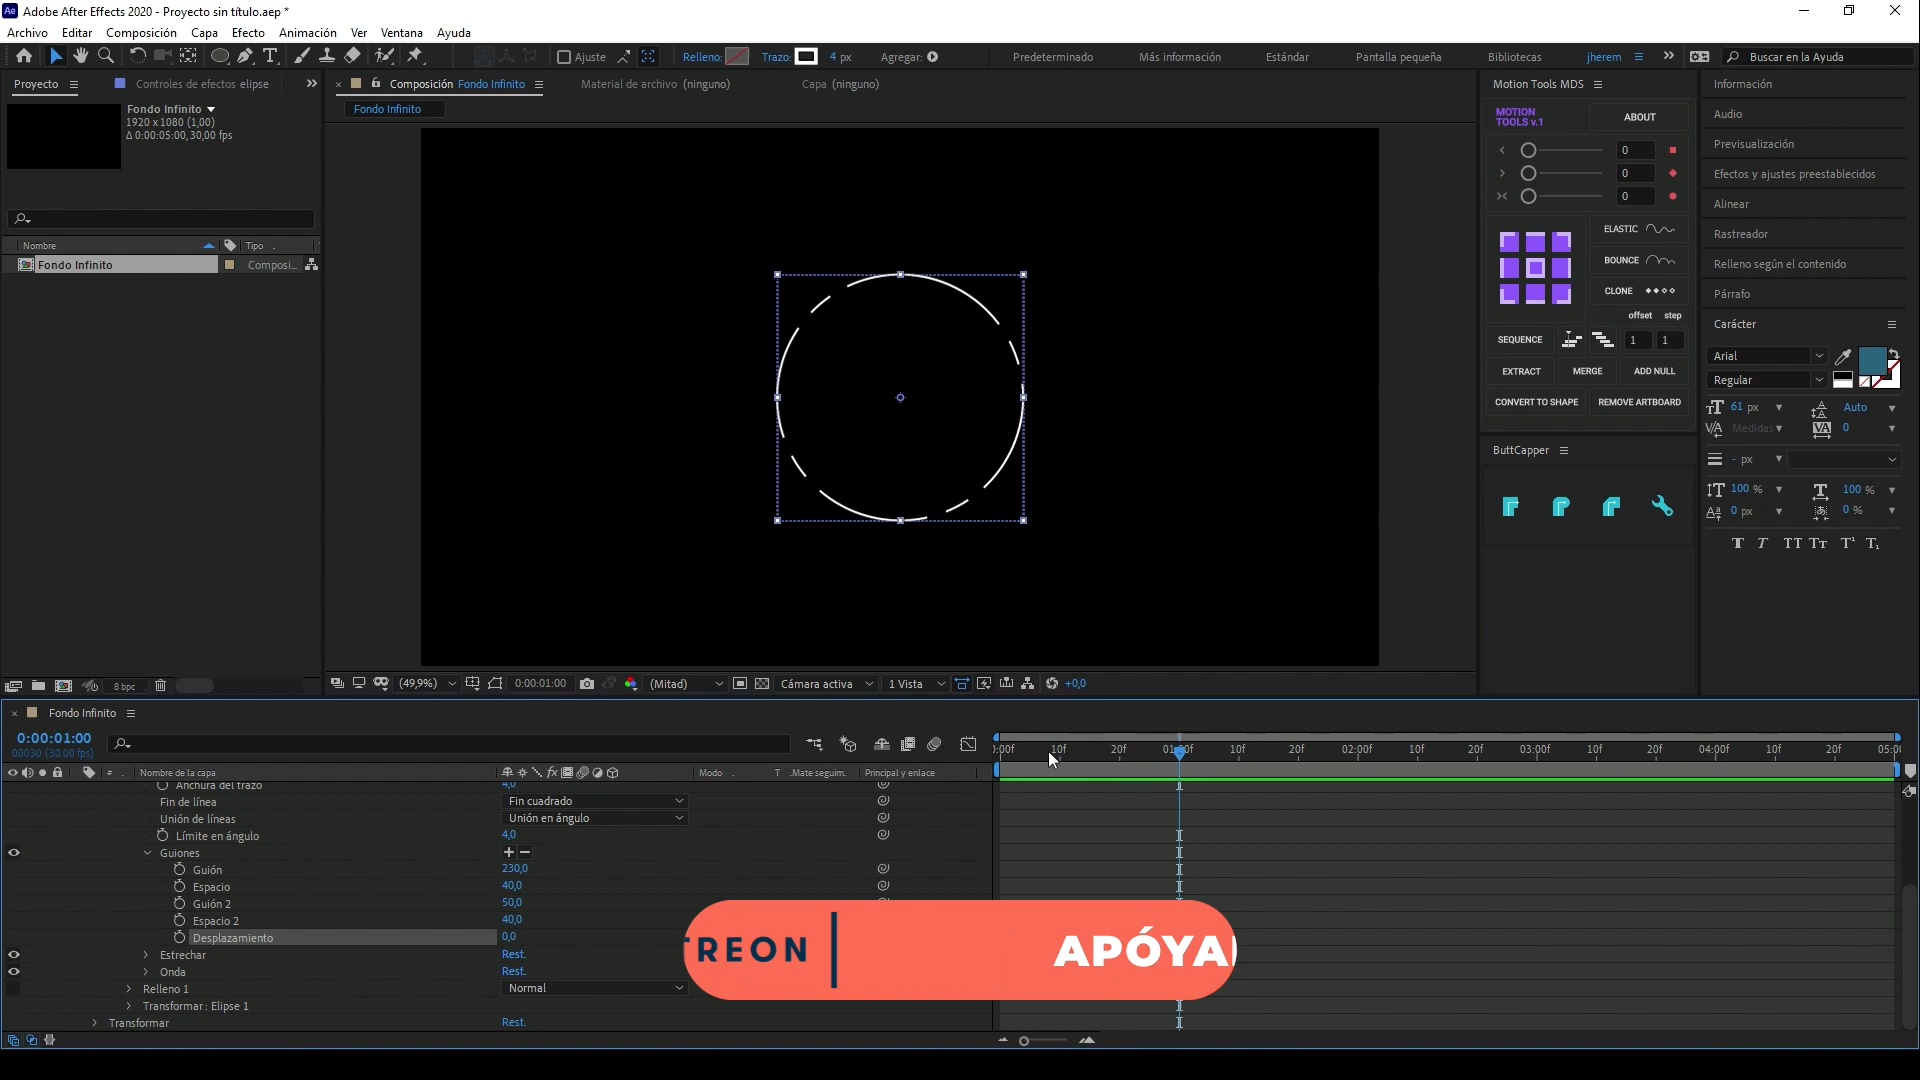 Ae Adobe After Effects 2020 - Proyecto sin título.aep *
Archivo Editar Composición Capa Efecto Animación Ver Ventana Ayuda
Ajuste Relleno: Trazo: 4 px Agregar: Predeterminado Más información Estándar Pantalla pequeña Bibliotecas jherem Buscar en la Ayuda
Proyecto Controles de efectos elipse
Composición Fondo Infinito Material de archivo (ninguno) Capa (ninguno)
Fondo Infinito
Fondo Infinito
1920 x 1080 (1,00)
Δ 0:00:05:00, 30,00 fps
Nombre Tipo
Fondo Infinito Composi...
8 bpc
(49,9%) 0:00:01:00 (Mitad) Cámara activa 1 Vista +0,0
Motion Tools MDS
MOTION
TOOLS v.1
ABOUT
0
0
0
ELASTIC
BOUNCE
CLONE
offset step
SEQUENCE 1 1
EXTRACT MERGE ADD NULL
CONVERT TO SHAPE REMOVE ARTBOARD
ButtCapper
Información
Audio
Previsualización
Efectos y ajustes preestablecidos
Alinear
Rastreador
Relleno según el contenido
Párrafo
Carácter
Arial
Regular
61 px Auto
Medidas 0
- px
100 % 100 %
0 px 0 %
T T TT Tт T¹ T₁
Fondo Infinito
0:00:01:00
00030 (30.00 fps)
# Nombre de la capa Modo T .Mate seguim. Principal y enlace
:00f 10f 20f 01:00f 10f 20f 02:00f 10f 20f 03:00f 10f 20f 04:00f 10f 20f 05:00
Anchura del trazo 4,0
Fin de línea Fin cuadrado
Unión de líneas Unión en ángulo
Límite en ángulo 4,0
Guiones + −
Guión 230,0
Espacio 40,0
Guión 2 50,0
Espacio 2 40,0
Desplazamiento 0,0
Estrechar Rest.
Onda Rest.
Relleno 1 Normal
Transformar: Elipse 1
Transformar Rest.
TREON APÓYA